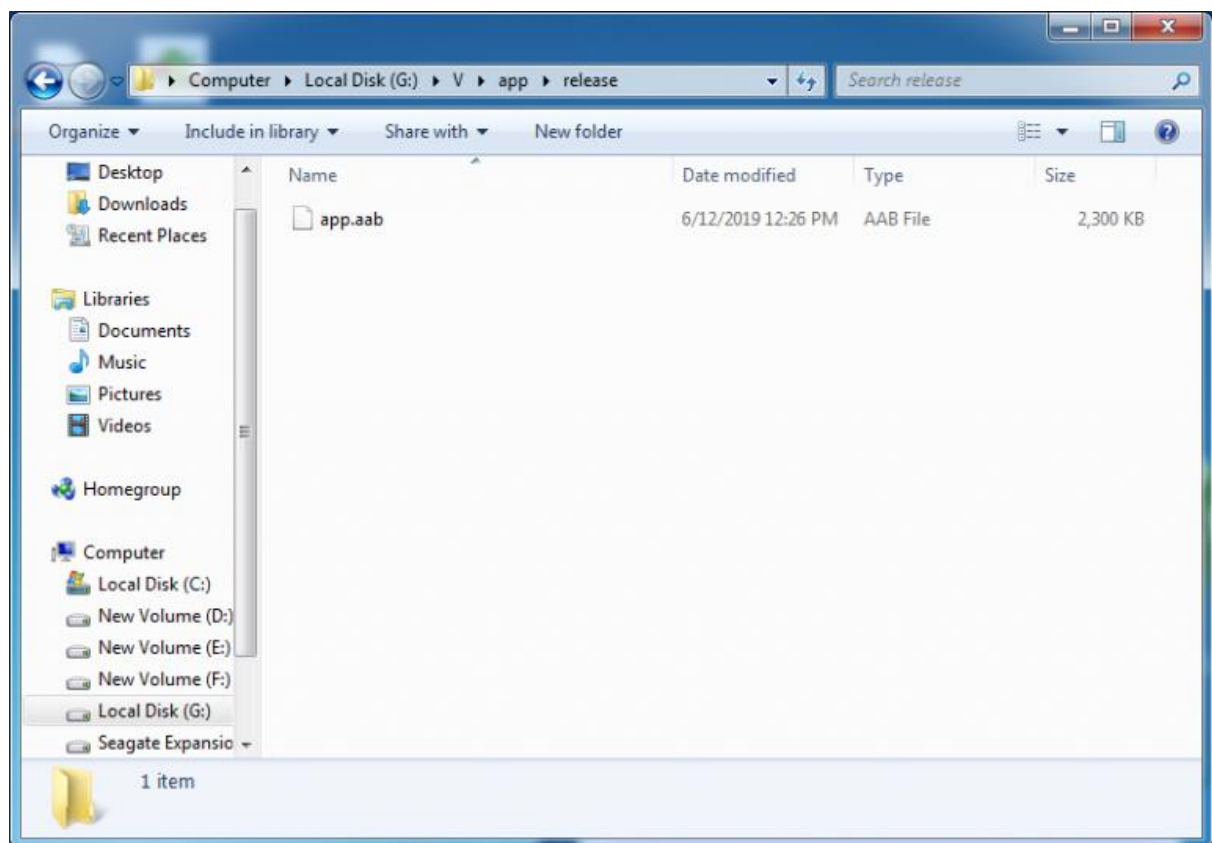 Computer ▸ Local Disk (G:) ▸ V ▸ app ▸ release
Search release
Organize Include in library Share with New folder
Desktop
Downloads
Recent Places
Libraries
Documents
Music
Pictures
Videos
Homegroup
Computer
Local Disk (C:)
New Volume (D:)
New Volume (E:)
New Volume (F:)
Local Disk (G:)
Seagate Expansio
Name Date modified Type Size
app.aab 6/12/2019 12:26 PM AAB File 2,300 KB
1 item